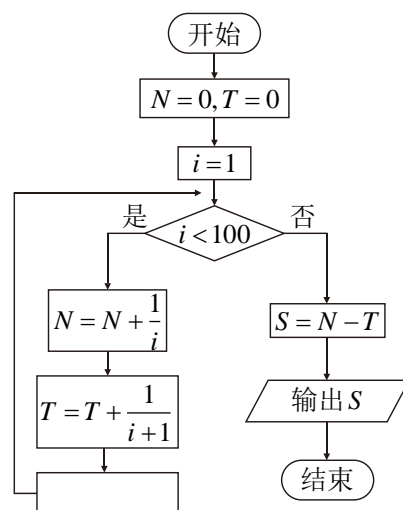 开始
N = 0, T = 0
i = 1
是
否
i < 100
N = N + 1/i
S = N − T
T = T + 1/(i+1)
输出 S
结束